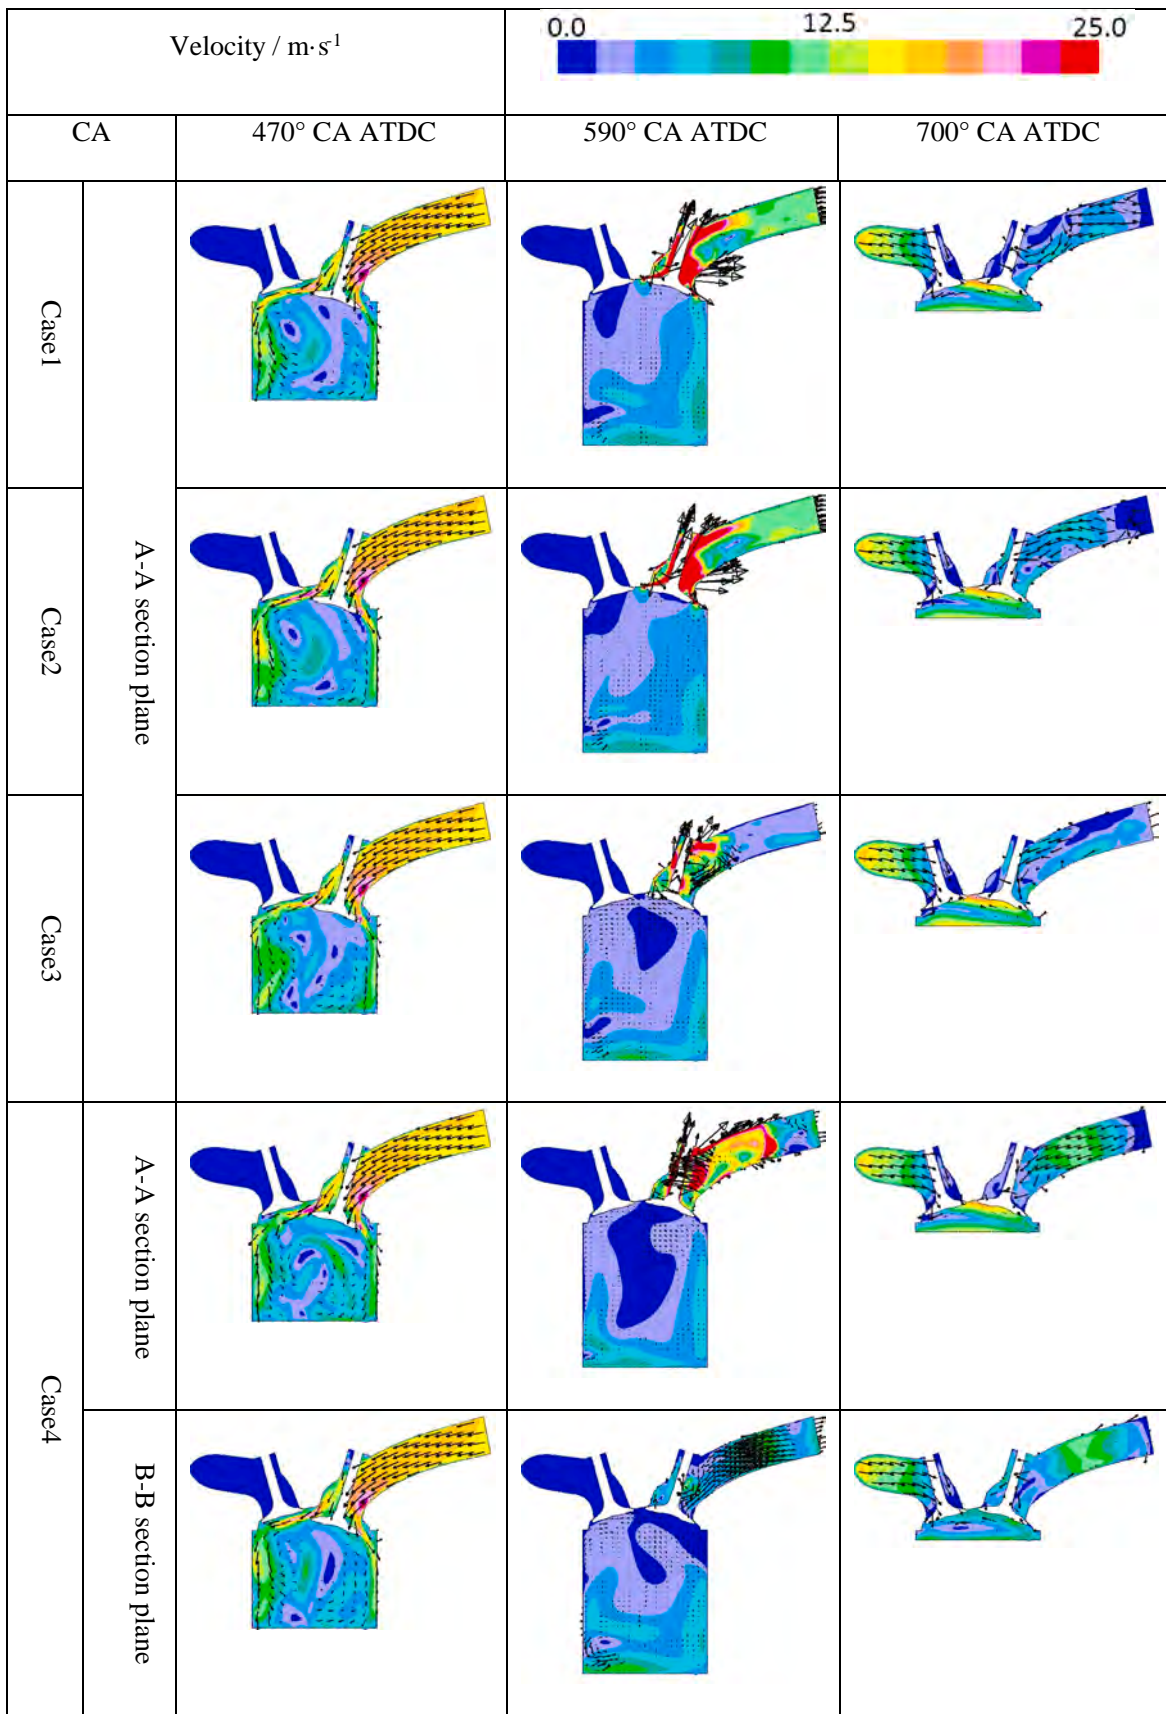 Velocity / m·s-1
0.0 12.5 25.0
CA 470° CA ATDC 590° CA ATDC 700° CA ATDC
Case1
A-A section plane
Case2
Case3
Case4
A-A section plane
B-B section plane